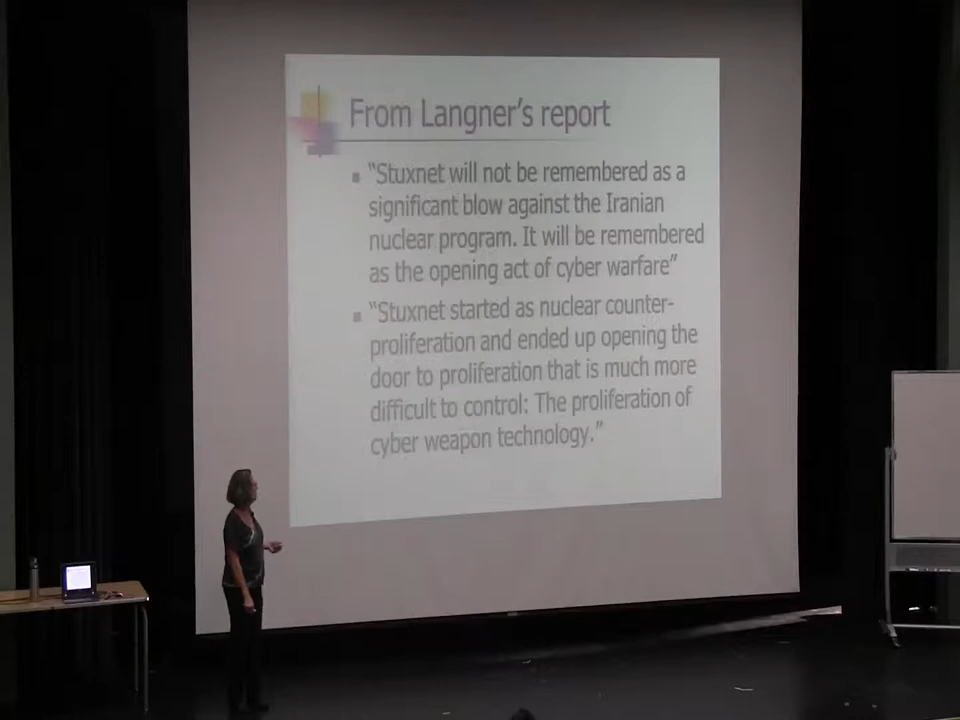 From Langner's report
"Stuxnet will not be remembered as a
significant blow against the Iranian
nuclear program. It will be remembered
as the opening act of cyber warfare"
"Stuxnet started as nuclear counter-
proliferation and ended up opening the
door to proliferation that is much more
difficult to control: The proliferation of
cyber weapon technology."